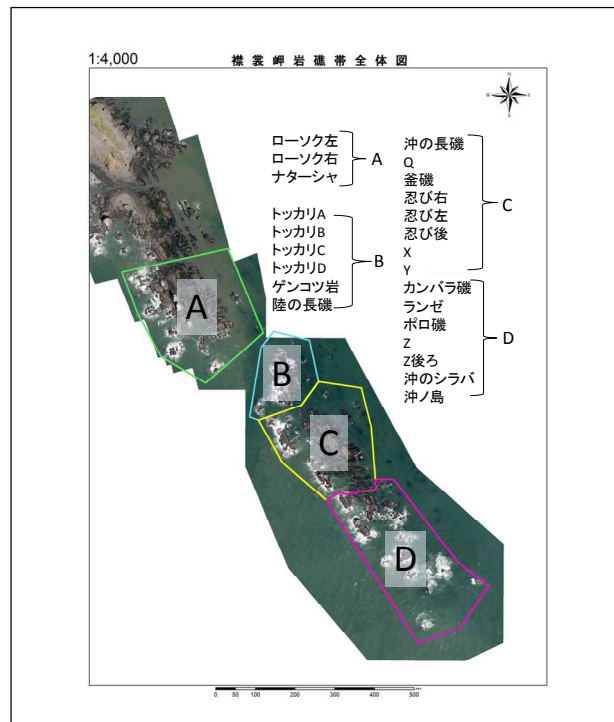 1:4,000
襟裳岬岩礁帯全体図
N
W
E
S
ローソク左
ローソク右
ナターシャ
A
トッカリA
トッカリB
トッカリC
トッカリD
ゲンコツ岩
陸の長磯
B
沖の長磯
Q
釜磯
忍び右
忍び左
忍び後
X
Y
C
カンバラ磯
ランゼ
ポロ磯
Z
Z後ろ
沖のシラバ
沖ノ島
D
A
B
C
D
0 50 100 200 300 400 500